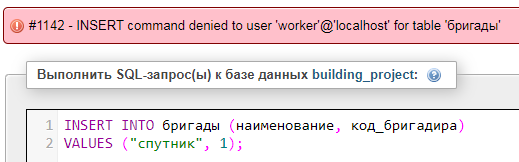 #1142 - INSERT command denied to user 'worker'@'localhost' for table 'бригады'
Выполнить SQL-запрос(ы) к базе данных building_project:
1 INSERT INTO бригады (наименование, код_бригадира)
2 VALUES ("спутник", 1);